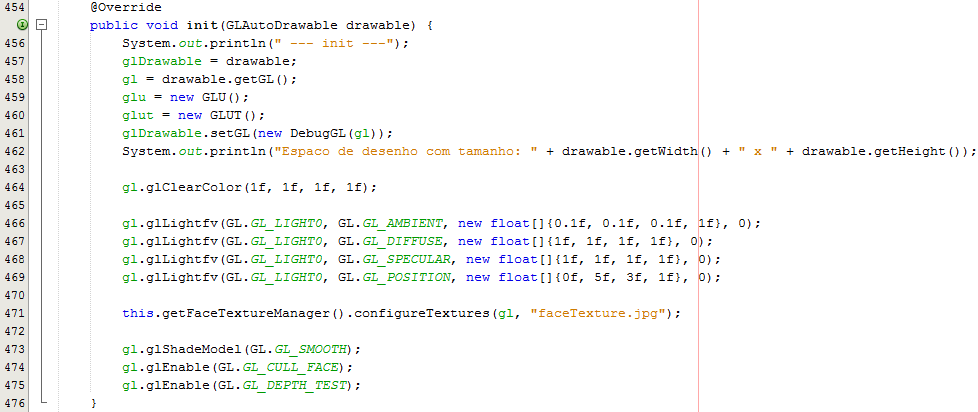 454 @Override
public void init(GLAutoDrawable drawable) {
456 System.out.println(" --- init ---");
457 glDrawable = drawable;
458 gl = drawable.getGL();
459 glu = new GLU();
460 glut = new GLUT();
461 glDrawable.setGL(new DebugGL(gl));
462 System.out.println("Espaco de desenho com tamanho: " + drawable.getWidth() + " x " + drawable.getHeight());
463
464 gl.glClearColor(1f, 1f, 1f, 1f);
465
466 gl.glLightfv(GL.GL_LIGHT0, GL.GL_AMBIENT, new float[]{0.1f, 0.1f, 0.1f, 1f}, 0);
467 gl.glLightfv(GL.GL_LIGHT0, GL.GL_DIFFUSE, new float[]{1f, 1f, 1f, 1f}, 0);
468 gl.glLightfv(GL.GL_LIGHT0, GL.GL_SPECULAR, new float[]{1f, 1f, 1f, 1f}, 0);
469 gl.glLightfv(GL.GL_LIGHT0, GL.GL_POSITION, new float[]{0f, 5f, 3f, 1f}, 0);
470
471 this.getFaceTextureManager().configureTextures(gl, "faceTexture.jpg");
472
473 gl.glShadeModel(GL.GL_SMOOTH);
474 gl.glEnable(GL.GL_CULL_FACE);
475 gl.glEnable(GL.GL_DEPTH_TEST);
476 }